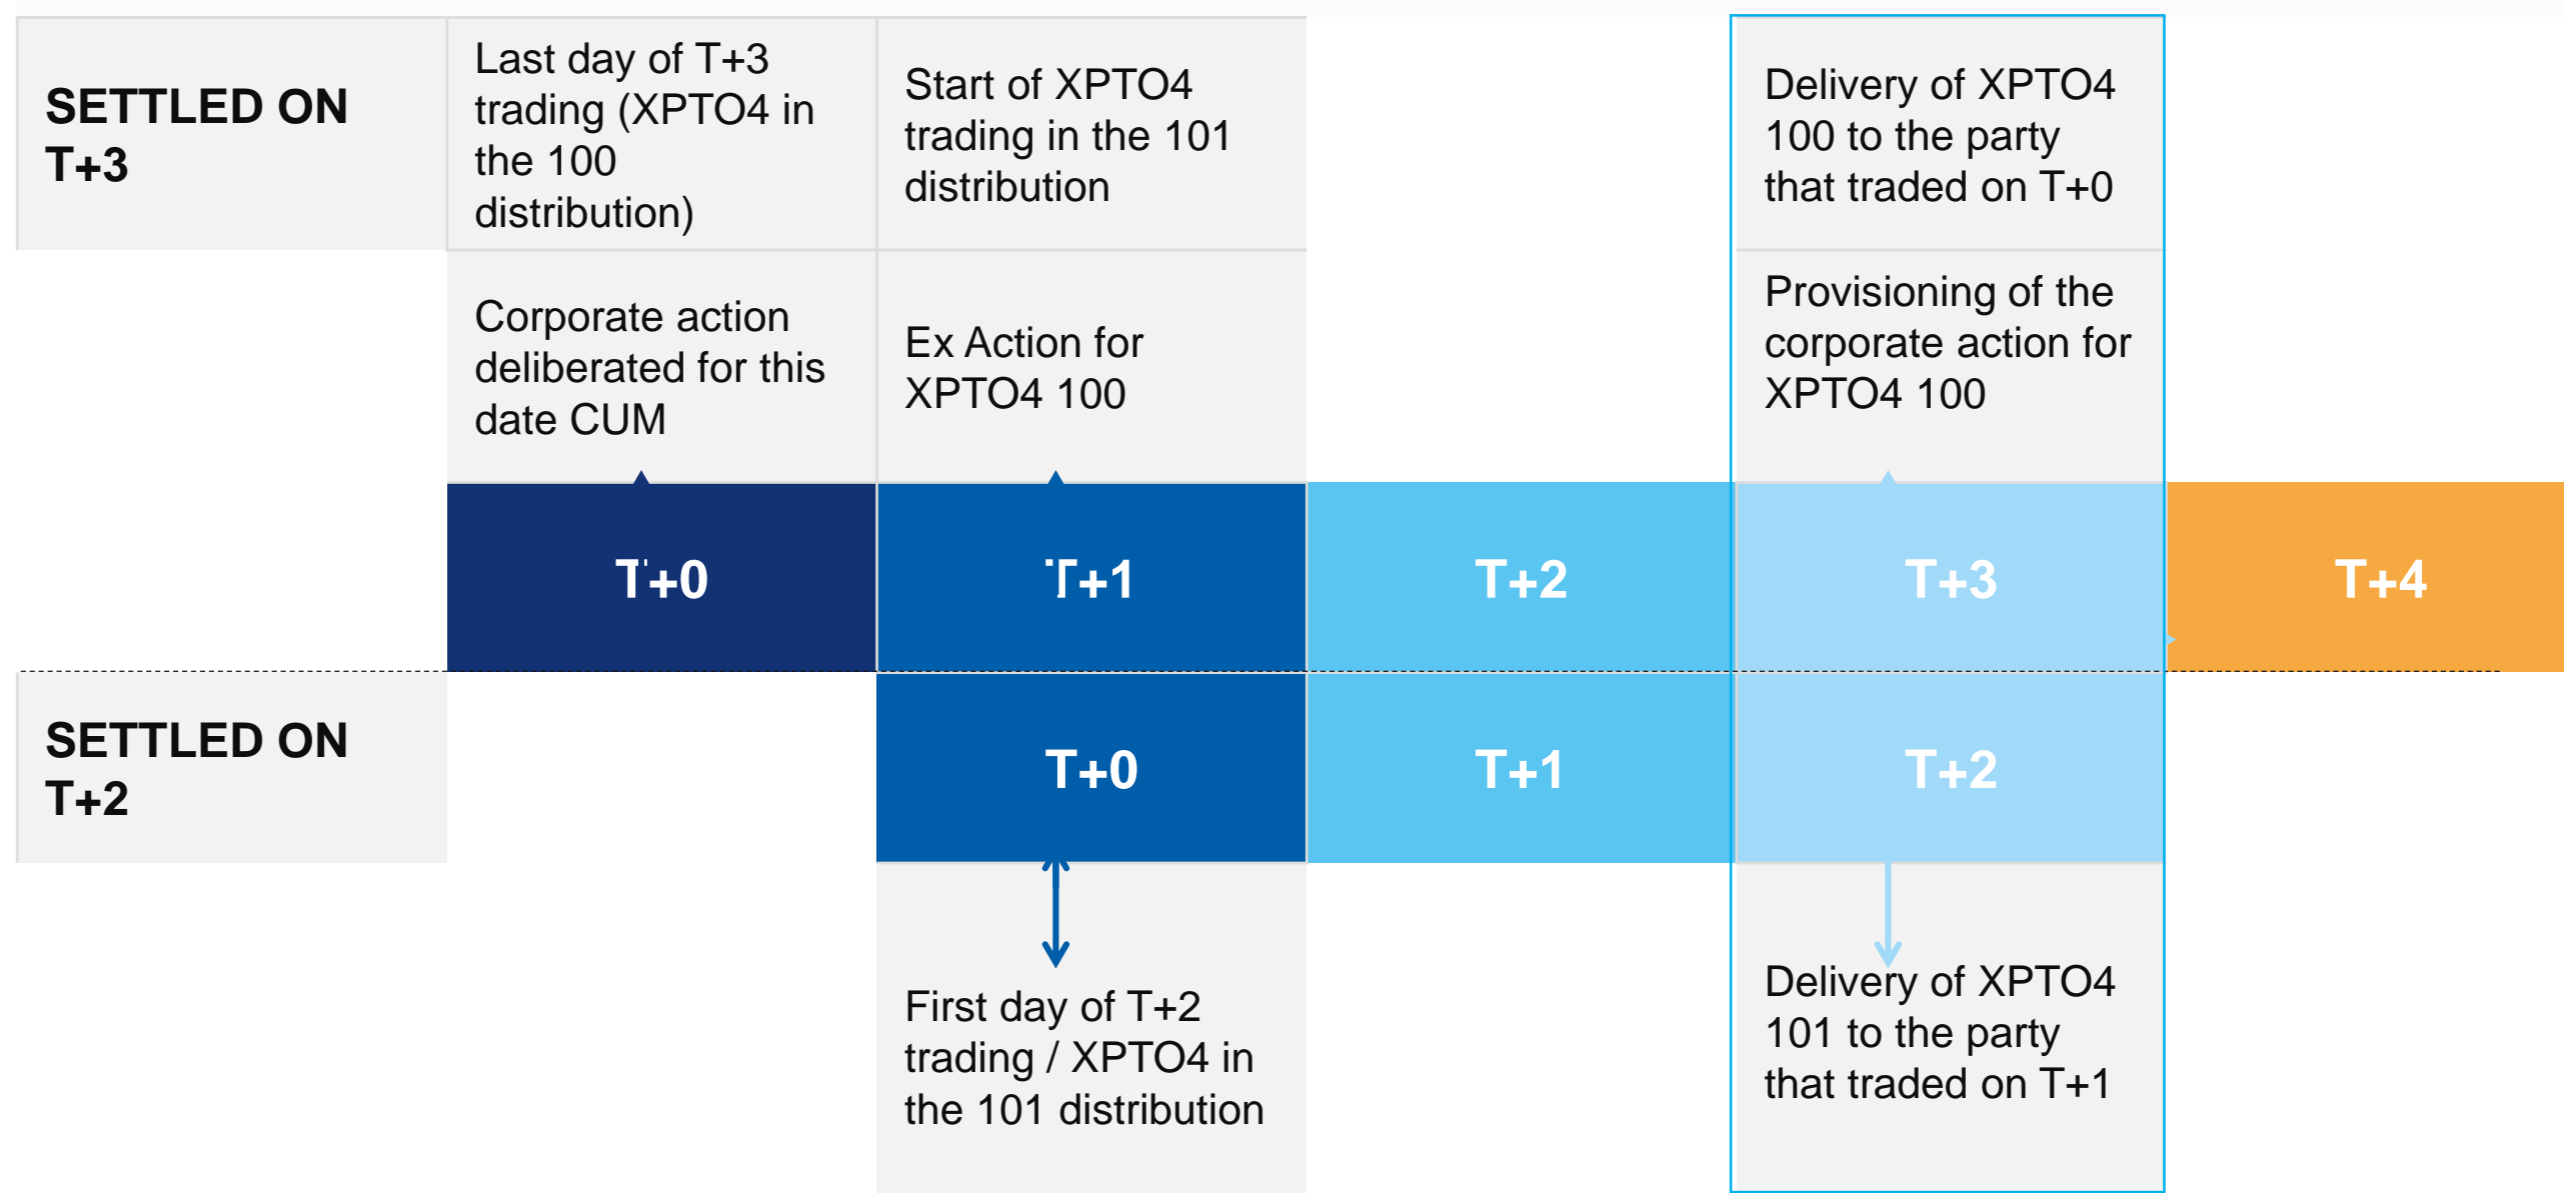 SETTLED ON
T+3
Last day of T+3
trading (XPTO4 in
the 100
distribution)
Start of XPTO4
trading in the 101
distribution
Delivery of XPTO4
100 to the party
that traded on T+0
Corporate action
deliberated for this
date CUM
Ex Action for
XPTO4 100
Provisioning of the
corporate action for
XPTO4 100
T+0
T+1
T+2
T+3
T+4
SETTLED ON
T+2
T+0
T+1
T+2
First day of T+2
trading / XPTO4 in
the 101 distribution
Delivery of XPTO4
101 to the party
that traded on T+1